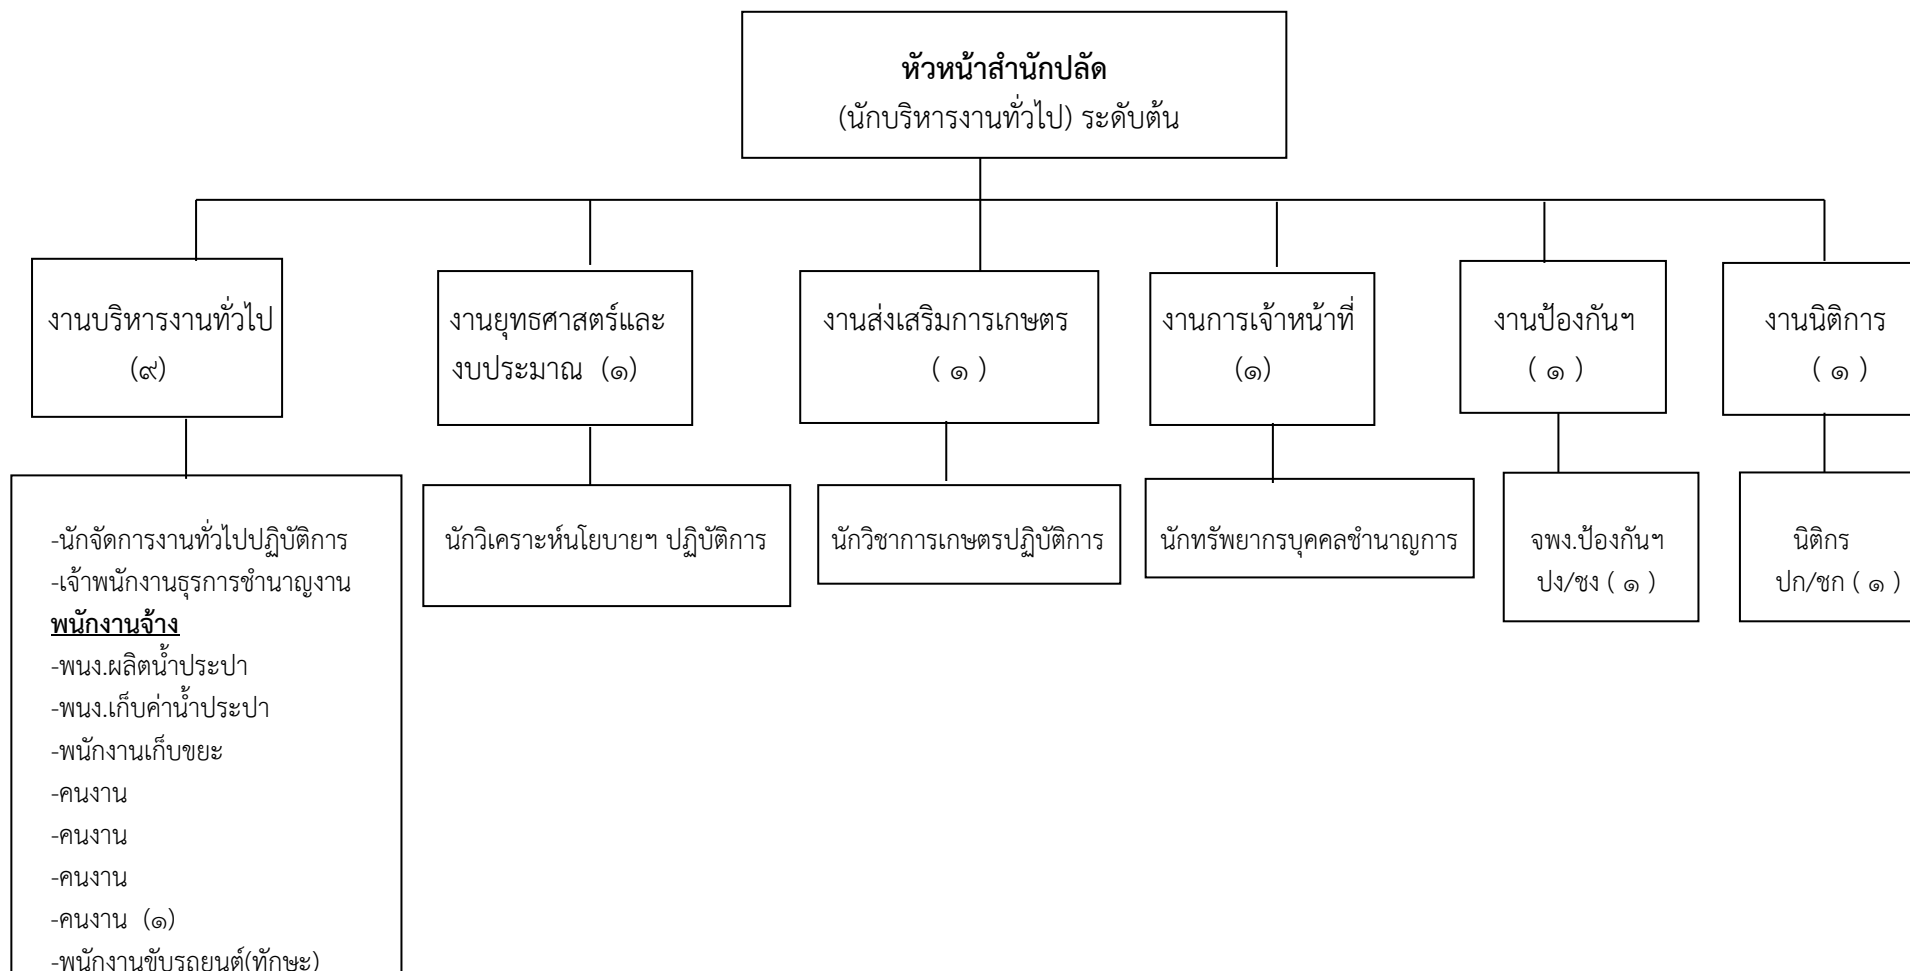 หัวหน้าสำนักปลัด
(นักบริหารงานทั่วไป) ระดับต้น
งานบริหารงานทั่วไป
(๙)
งานยุทธศาสตร์และ
งบประมาณ (๑)
งานส่งเสริมการเกษตร
( ๑ )
งานการเจ้าหน้าที่
(๑)
งานป้องกันฯ
( ๑ )
งานนิติการ
( ๑ )
-นักจัดการงานทั่วไปปฏิบัติการ
-เจ้าพนักงานธุรการชำนาญงาน
พนักงานจ้าง
-พนง.ผลิตน้ำประปา
-พนง.เก็บค่าน้ำประปา
-พนักงานเก็บขยะ
-คนงาน
-คนงาน
-คนงาน
-คนงาน (๑)
-พนักงานขับรถยนต์(ทักษะ)
นักวิเคราะห์นโยบายฯ ปฏิบัติการ
นักวิชาการเกษตรปฏิบัติการ
นักทรัพยากรบุคคลชำนาญการ
จพง.ป้องกันฯ
ปง/ชง ( ๑ )
นิติกร
ปก/ชก ( ๑ )